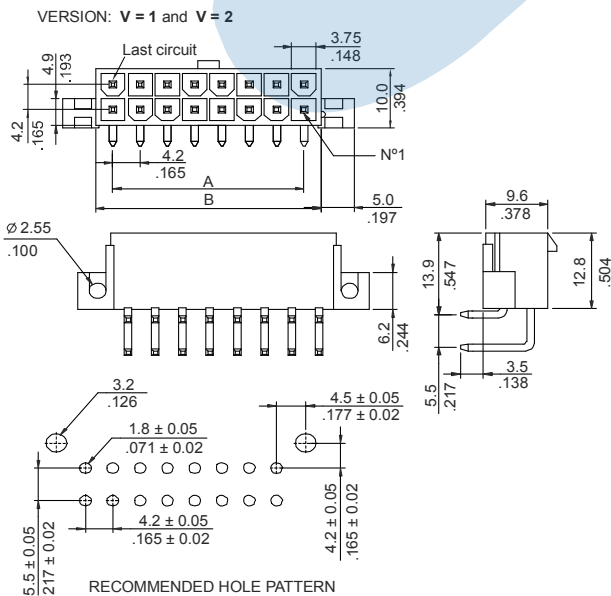 VERSION: V = 1 and V = 2
Last circuit
3.75
.148
4.9
.193
10.0
.394
4.2
.165
4.2
.165
Nº1
A
B
5.0
.197
9.6
.378
Ø 2.55
.100
13.9
.547
12.8
.504
6.2
.244
3.5
.138
5.5
.217
3.2
.126
4.5 ± 0.05
.177 ± 0.02
1.8 ± 0.05
.071 ± 0.02
4.2 ± 0.05
.165 ± 0.02
4.2 ± 0.05
.165 ± 0.02
5.5 ± 0.05
217 ± 0.02
RECOMMENDED HOLE PATTERN